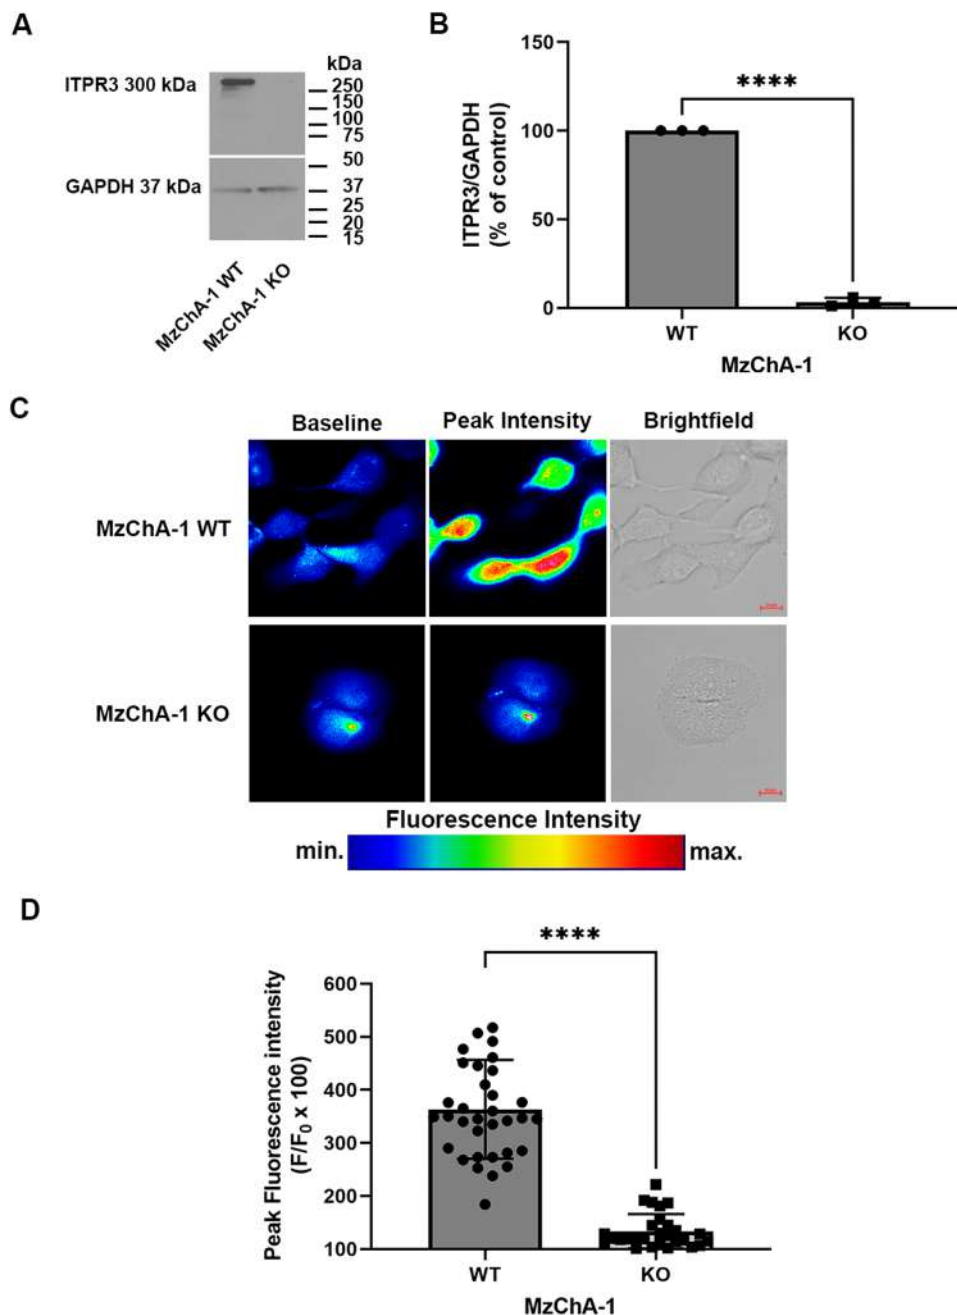 A
kDa
ITPR3 300 kDa
250
150
100
75
50
GAPDH 37 kDa
37
25
20
15
MzChA-1 WT
MzChA-1 KO
B
ITPR3/GAPDH
(% of control)
150
100
50
0
****
WT
KO
MzChA-1
C
Baseline
Peak Intensity
Brightfield
MzChA-1 WT
MzChA-1 KO
Fluorescence Intensity
min.
max.
D
Peak Fluorescence intensity
(F/F₀ x 100)
600
500
400
300
200
100
****
WT
KO
MzChA-1